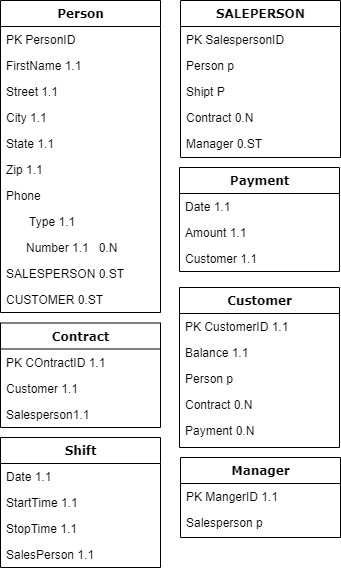 Person
PK PersonID
FirstName 1.1
Street 1.1
City 1.1
State 1.1
Zip 1.1
Phone
Type 1.1
Number 1.1 0.N
SALESPERSON 0.ST
CUSTOMER 0.ST
Contract
PK COntractID 1.1
Customer 1.1
Salesperson1.1
Shift
Date 1.1
StartTime 1.1
StopTime 1.1
SalesPerson 1.1
SALEPERSON
PK SalespersonID
Person p
Shipt P
Contract 0.N
Manager 0.ST
Payment
Date 1.1
Amount 1.1
Customer 1.1
Customer
PK CustomerID 1.1
Balance 1.1
Person p
Contract 0.N
Payment 0.N
Manager
PK MangerID 1.1
Salesperson p